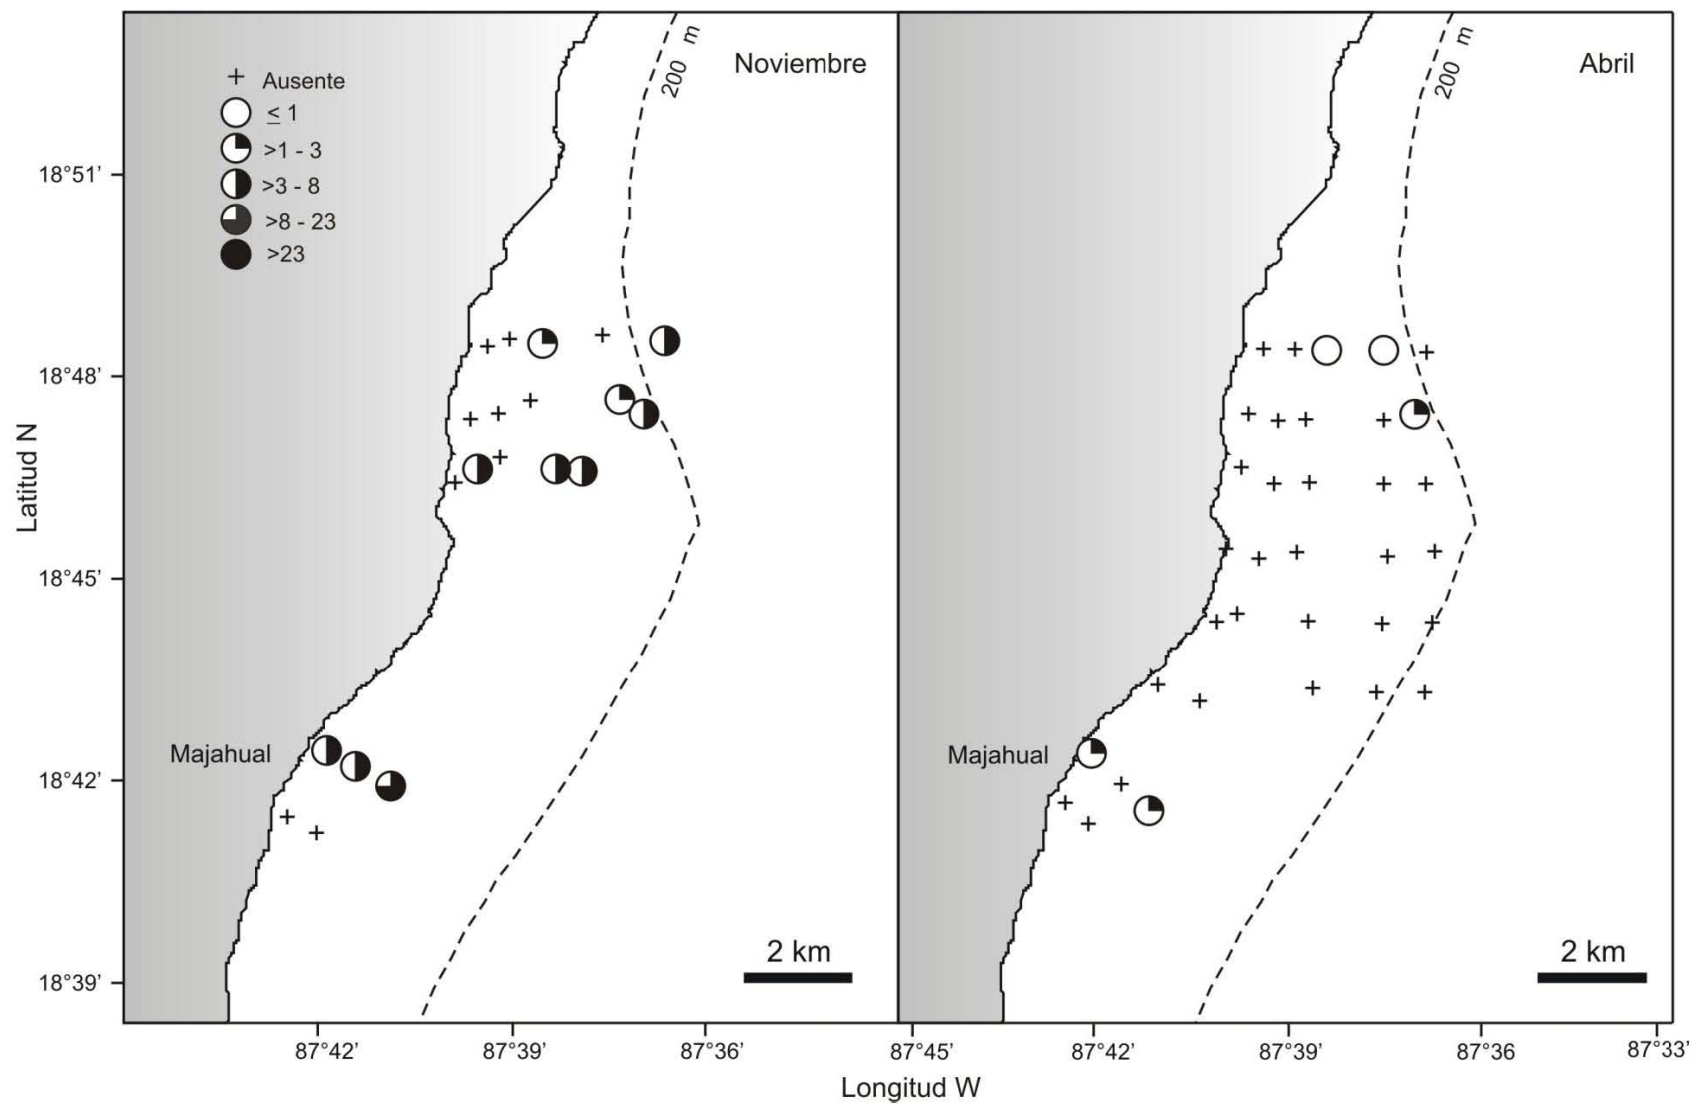 Noviembre
200 m
Ausente
≤ 1
>1 - 3
>3 - 8
>8 - 23
>23
Majahual
2 km
Abril
200 m
Majahual
2 km
Latitud N
18°51'
18°48'
18°45'
18°42'
18°39'
87°42'
87°39'
87°36'
87°45'
87°42'
87°39'
87°36'
87°33'
Longitud W